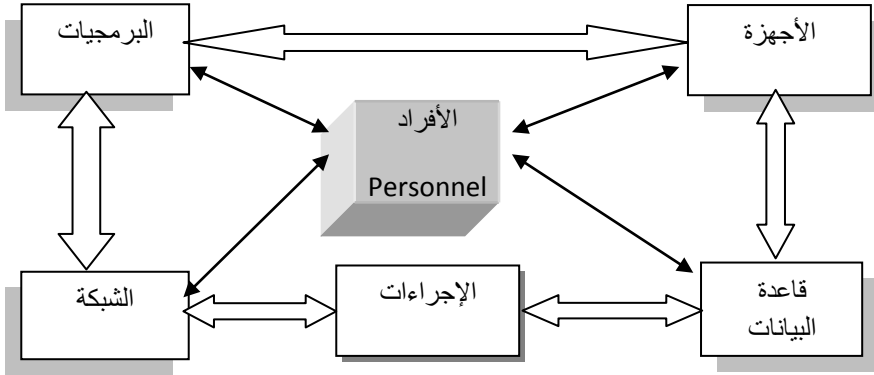 الأجهزة
البرمجيات
الأفراد
Personnel
قاعدة
البيانات
الإجراءات
الشبكة